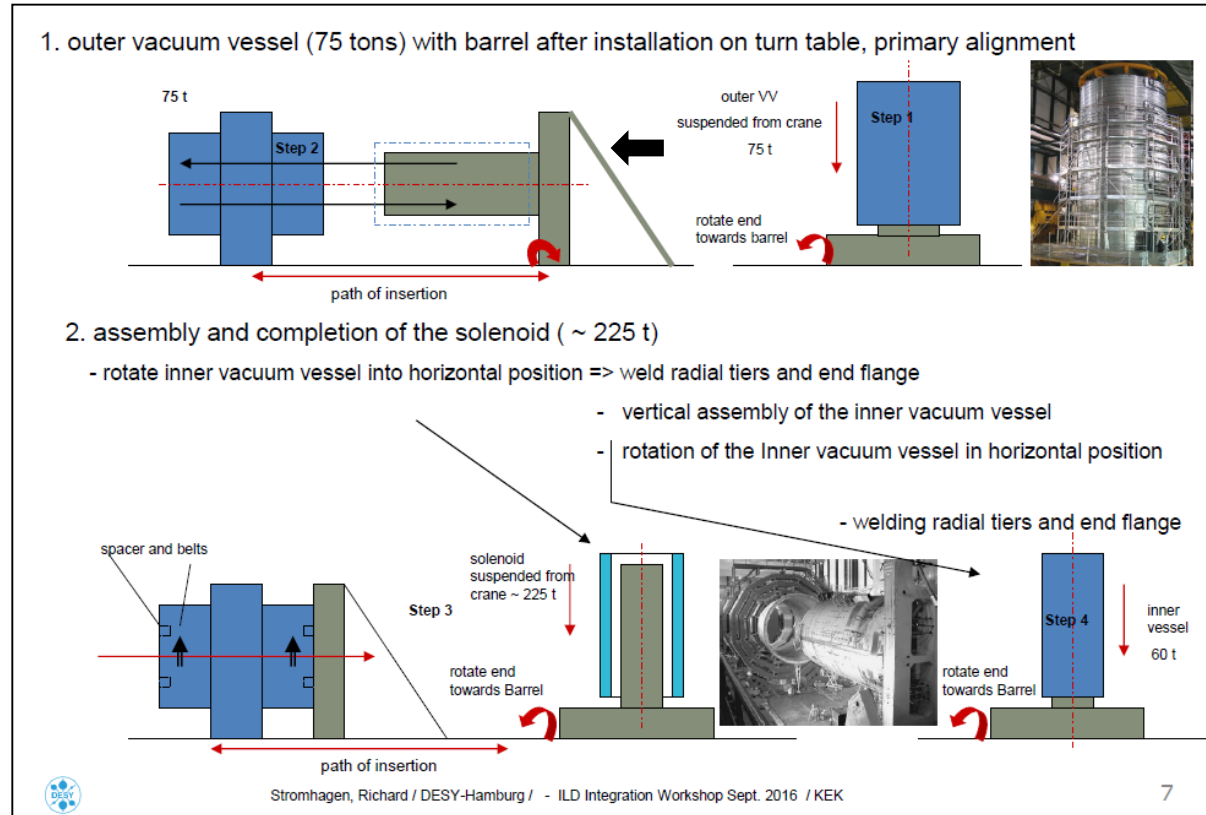 1. outer vacuum vessel (75 tons) with barrel after installation on turn table, primary alignment
75 t
Step 2
outer VV
suspended from crane
75 t
Step 1
rotate end
towards barrel
path of insertion
2. assembly and completion of the solenoid ( ~ 225 t)
- rotate inner vacuum vessel into horizontal position => weld radial tiers and end flange
- vertical assembly of the inner vacuum vessel
- rotation of the Inner vacuum vessel in horizontal position
- welding radial tiers and end flange
spacer and belts
Step 3
solenoid
suspended from
crane ~ 225 t
rotate end
towards Barrel
Step 4
inner
vessel
60 t
rotate end
towards Barrel
path of insertion
DESY
Stromhagen, Richard / DESY-Hamburg / - ILD Integration Workshop Sept. 2016 / KEK
7